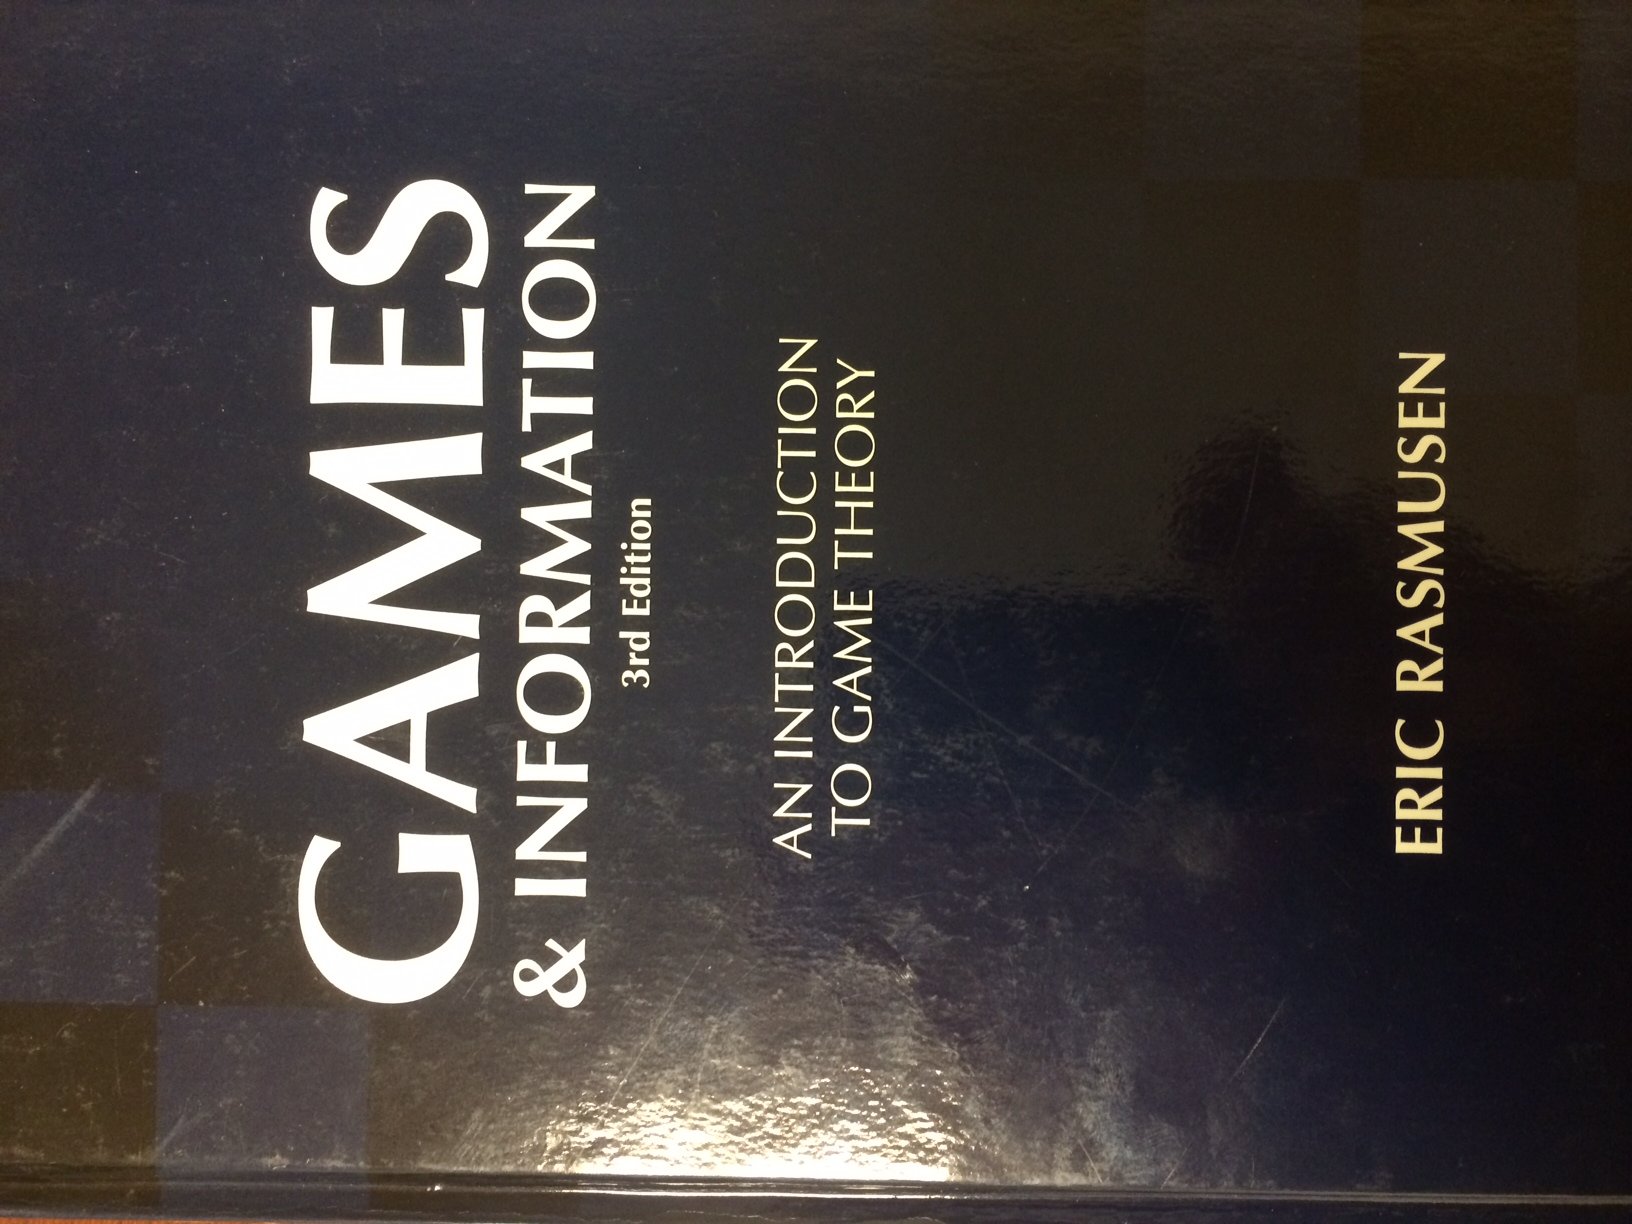 GAMES
& INFORMATION
3rd Edition
AN INTRODUCTION
TO GAME THEORY
ERIC RASMUSEN